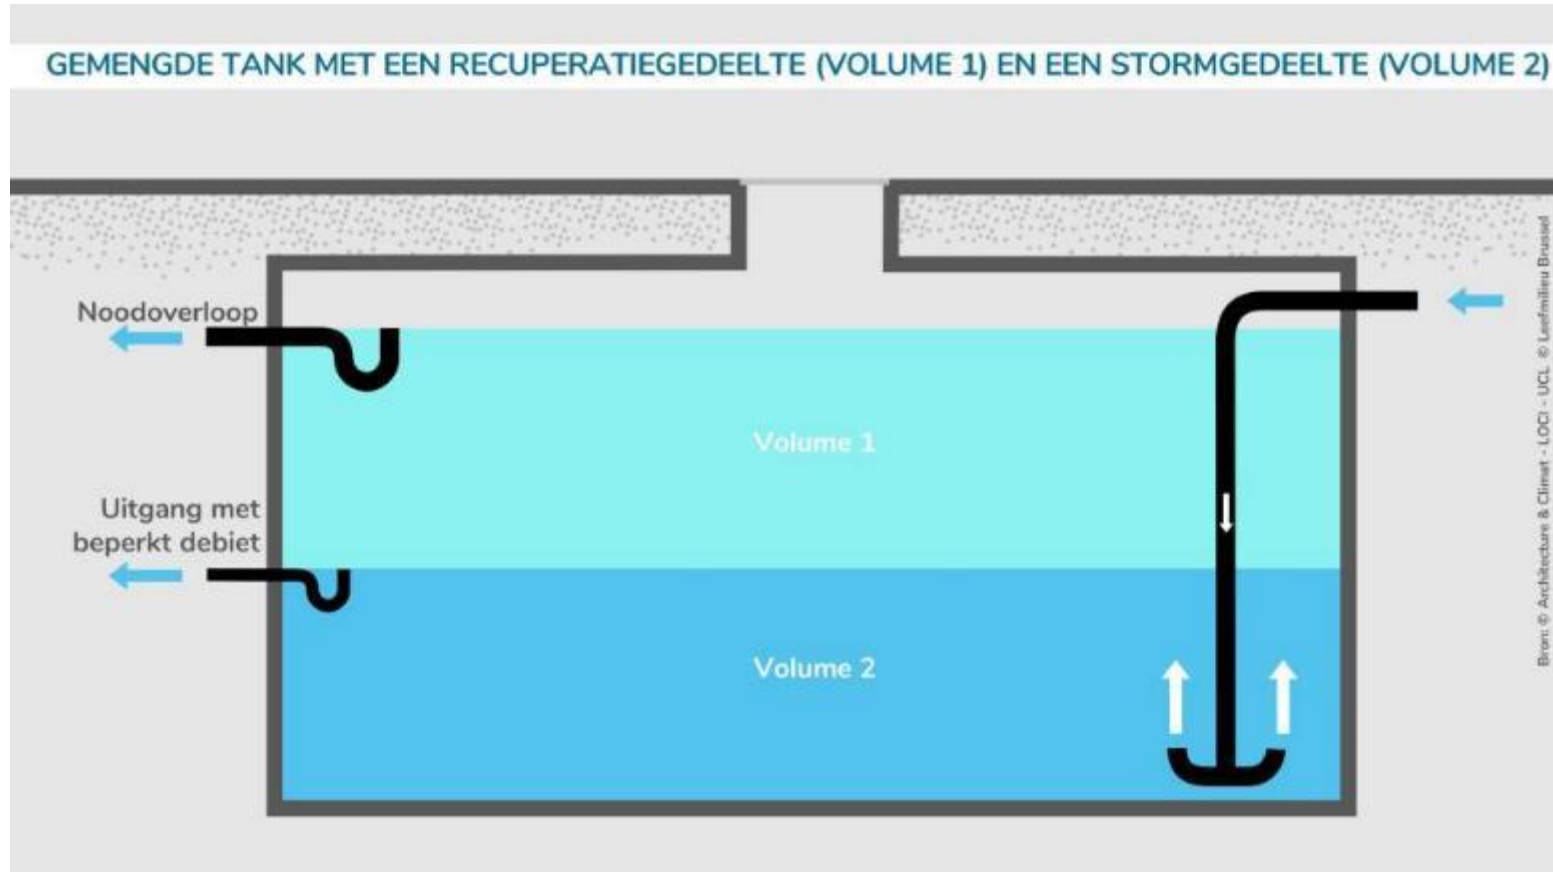 GEMENGDE TANK MET EEN RECUPERATIEGEDEELTE (VOLUME 1) EN EEN STORMGEDEELTE (VOLUME 2)
Noodoverloop
Volume 1
Uitgang met
beperkt debiet
Volume 2
Bron: © Architecture & Climat - LOCI - UCL © Leefmilieu Brussel